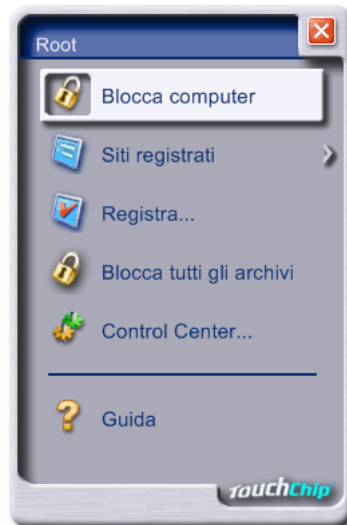 Root
Blocca computer
Siti registrati
Registra...
Blocca tutti gli archivi
Control Center...
Guida
TouchChip